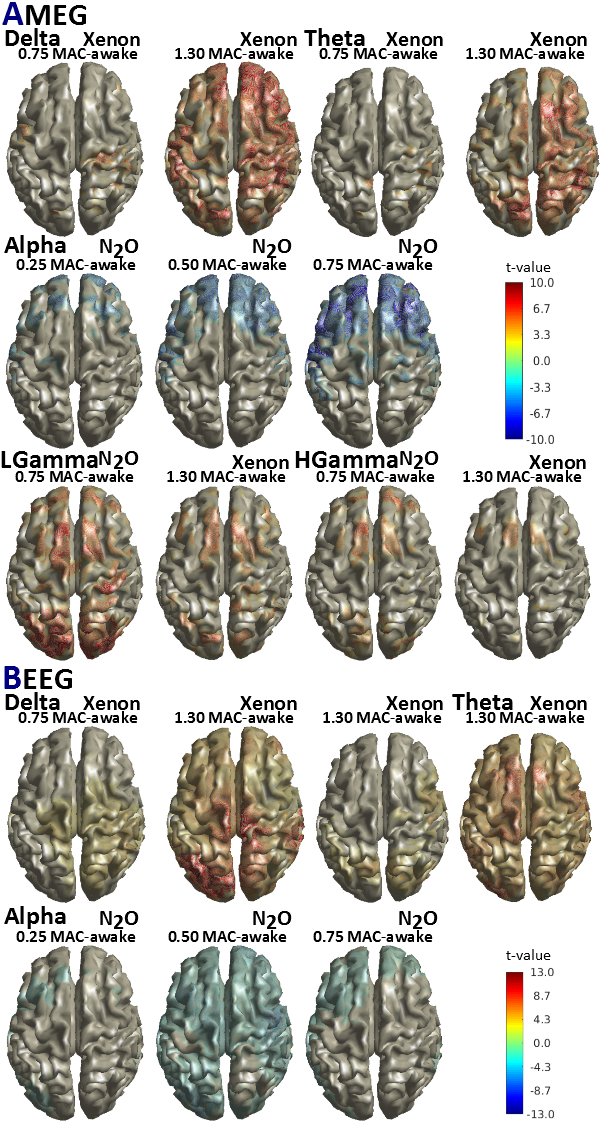 AMEG
Delta Xenon Xenon Theta Xenon Xenon
0.75 MAC-awake 1.30 MAC-awake 0.75 MAC-awake 1.30 MAC-awake
Alpha N2O N2O N2O
0.25 MAC-awake 0.50 MAC-awake 0.75 MAC-awake
t-value
10.0
6.7
3.3
0.0
-3.3
-6.7
-10.0
LGamma N2O Xenon HGamma N2O Xenon
0.75 MAC-awake 1.30 MAC-awake 0.75 MAC-awake 1.30 MAC-awake
BEEG
Delta Xenon Xenon Xenon Theta Xenon
0.75 MAC-awake 1.30 MAC-awake 1.30 MAC-awake 1.30 MAC-awake
Alpha N2O N2O N2O
0.25 MAC-awake 0.50 MAC-awake 0.75 MAC-awake
t-value
13.0
8.7
4.3
0.0
-4.3
-8.7
-13.0